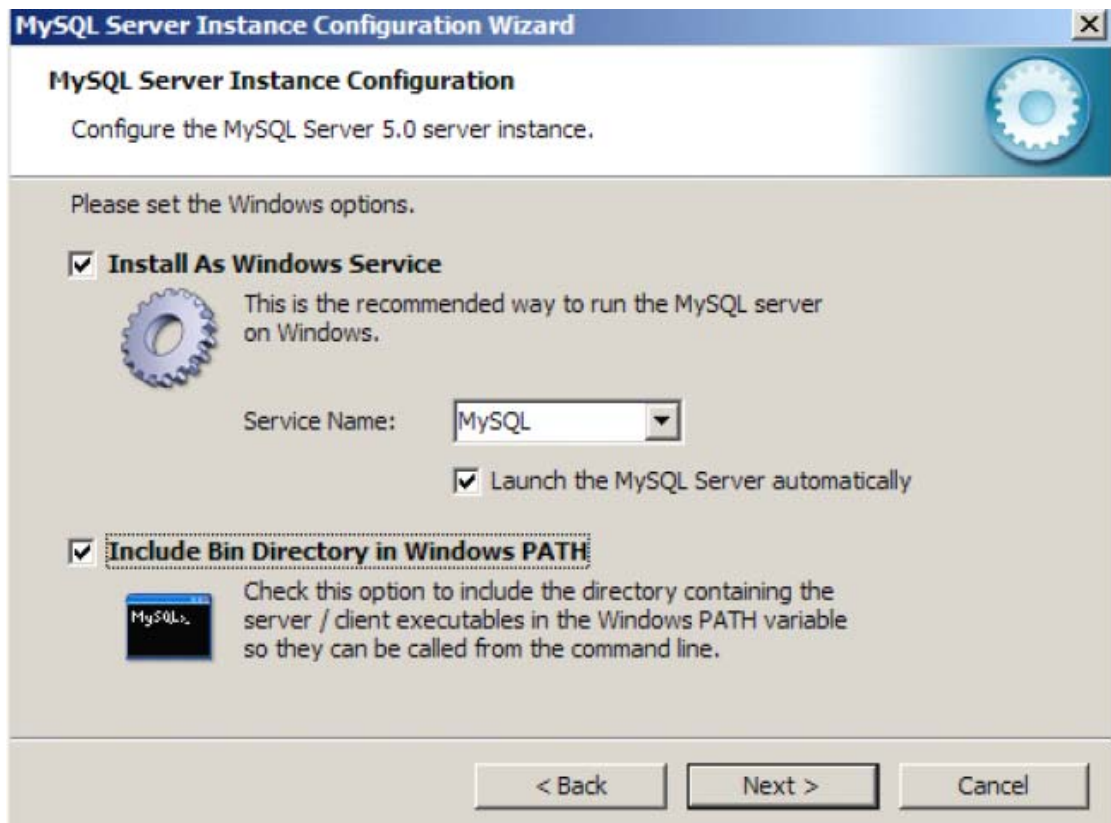 MySQL Server Instance Configuration Wizard
MySQL Server Instance Configuration
Configure the MySQL Server 5.0 server instance.
Please set the Windows options.
Install As Windows Service
This is the recommended way to run the MySQL server
on Windows.
Service Name: MySQL
Launch the MySQL Server automatically
Include Bin Directory in Windows PATH
MySQL>_
Check this option to include the directory containing the
server / client executables in the Windows PATH variable
so they can be called from the command line.
< Back Next > Cancel